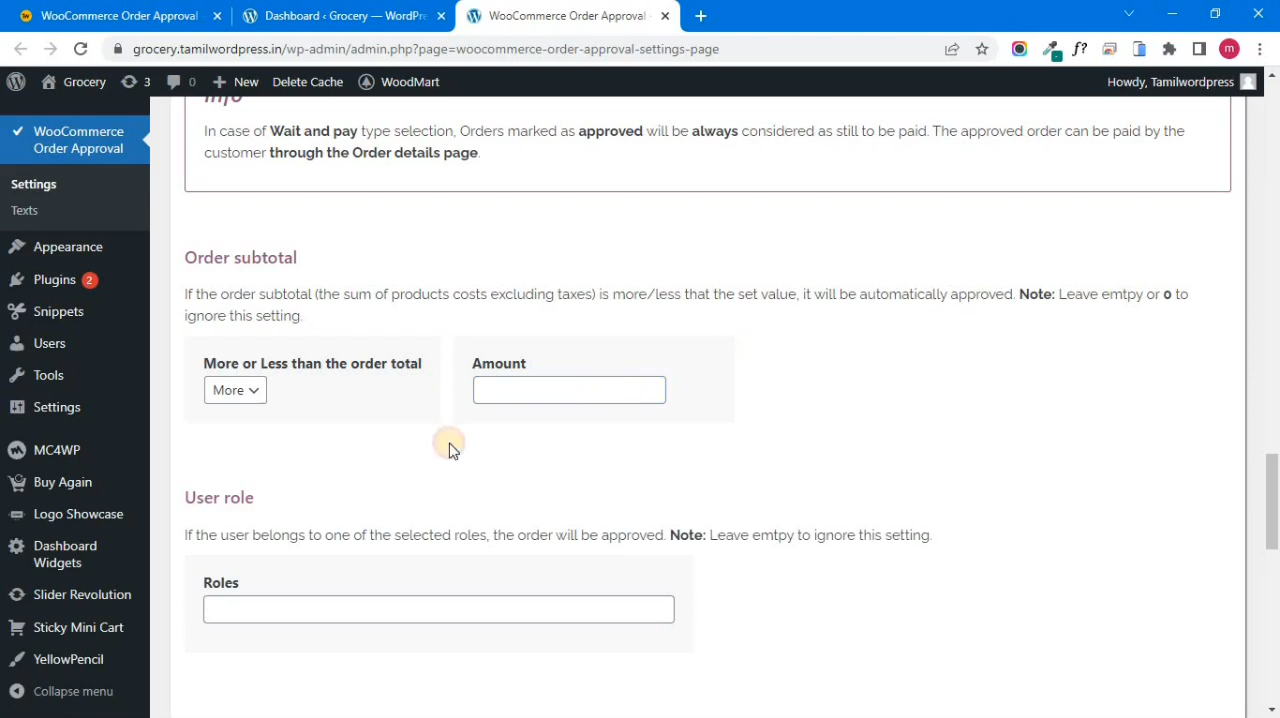 WooCommerce Order Approval
Dashboard ‹ Grocery — WordPre
WooCommerce Order Approval
grocery.tamilwordpress.in/wp-admin/admin.php?page=woocommerce-order-approval-settings-page
f?
m
Grocery
3
0
New
Delete Cache
WoodMart
Howdy, Tamilwordpress
WooCommerce
Order Approval
Settings
Texts
Appearance
Plugins 2
Snippets
Users
Tools
Settings
MC4WP
Buy Again
Logo Showcase
Dashboard
Widgets
Slider Revolution
Sticky Mini Cart
YellowPencil
Collapse menu
Info
In case of Wait and pay type selection, Orders marked as approved will be always considered as still to be paid. The approved order can be paid by the
customer through the Order details page.
Order subtotal
If the order subtotal (the sum of products costs excluding taxes) is more/less that the set value, it will be automatically approved. Note: Leave emtpy or 0 to
ignore this setting.
More or Less than the order total
More
Amount
User role
If the user belongs to one of the selected roles, the order will be approved. Note: Leave emtpy to ignore this setting.
Roles